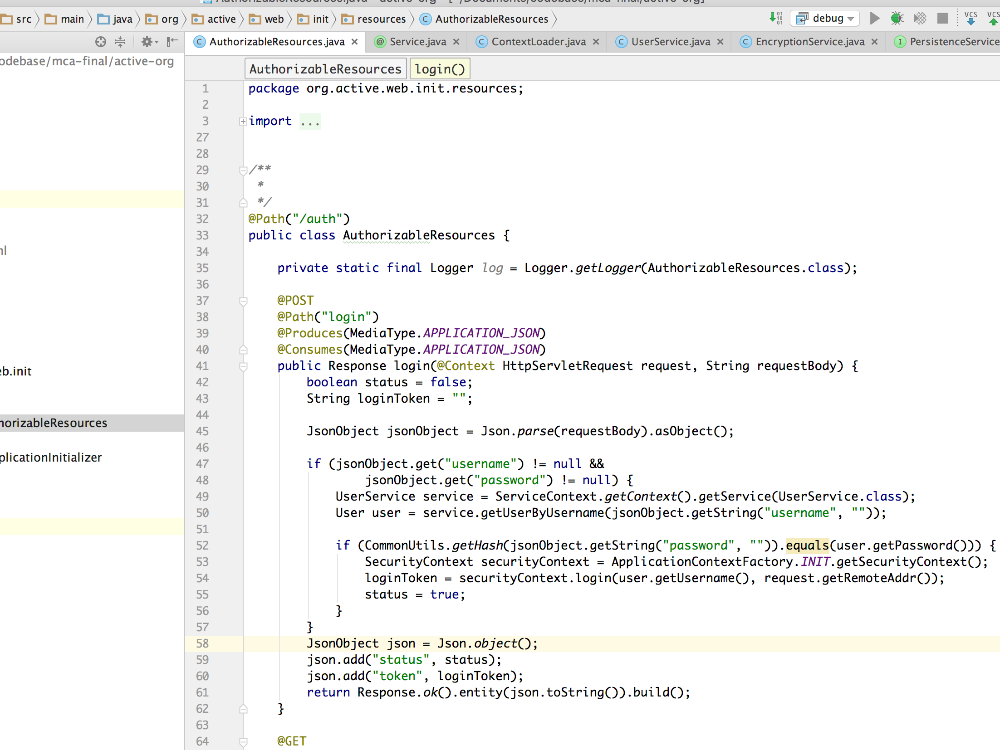 AuthorizableResources.java - active-org - [~/Documents/codebase/mca-final/active-org]
src main java org active web init resources AuthorizableResources debug VCS VCS
AuthorizableResources.java Service.java ContextLoader.java UserService.java EncryptionService.java PersistenceService
odebase/mca-final/active-org
AuthorizableResources login()
1 package org.active.web.init.resources;
2
3 import ...
27
28
29 /**
30 *
31 */
32 @Path("/auth")
33 public class AuthorizableResources {
34
nl
35 private static final Logger log = Logger.getLogger(AuthorizableResources.class);
36
37 @POST
38 @Path("login")
39 @Produces(MediaType.APPLICATION_JSON)
40 @Consumes(MediaType.APPLICATION_JSON)
41 public Response login(@Context HttpServletRequest request, String requestBody) {
eb.init
42 boolean status = false;
43 String loginToken = "";
44
horizableResources
45 JsonObject jsonObject = Json.parse(requestBody).asObject();
46
plicationInitializer
47 if (jsonObject.get("username") != null &&
48 jsonObject.get("password") != null) {
49 UserService service = ServiceContext.getContext().getService(UserService.class);
50 User user = service.getUserByUsername(jsonObject.getString("username", ""));
51
52 if (CommonUtils.getHash(jsonObject.getString("password", "")).equals(user.getPassword())) {
53 SecurityContext securityContext = ApplicationContextFactory.INIT.getSecurityContext();
54 loginToken = securityContext.login(user.getUsername(), request.getRemoteAddr());
55 status = true;
56 }
57 }
58 JsonObject json = Json.object();
59 json.add("status", status);
60 json.add("token", loginToken);
61 return Response.ok().entity(json.toString()).build();
62 }
63
64 @GET